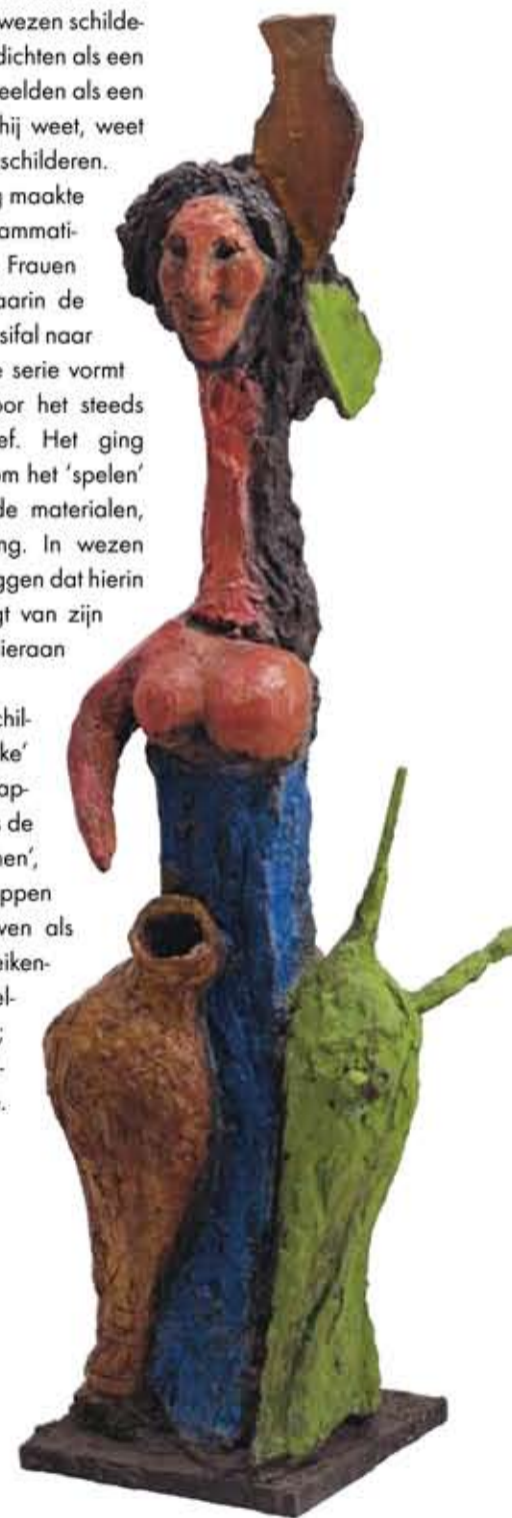 wezen schilde-
dichten als een
eelden als een
hij weet, weet
schilderen.
maakte
ammati-
Frauen
aarin de
sifal naar
serie vormt
oor het steeds
ef. Het ging
om het ‘spelen’
de materialen,
ng. In wezen
ggen dat hierin
gt van zijn
ieraan
chil-
ke’
ap-
s de
nen’,
ppen
ven als
eiken-
el-